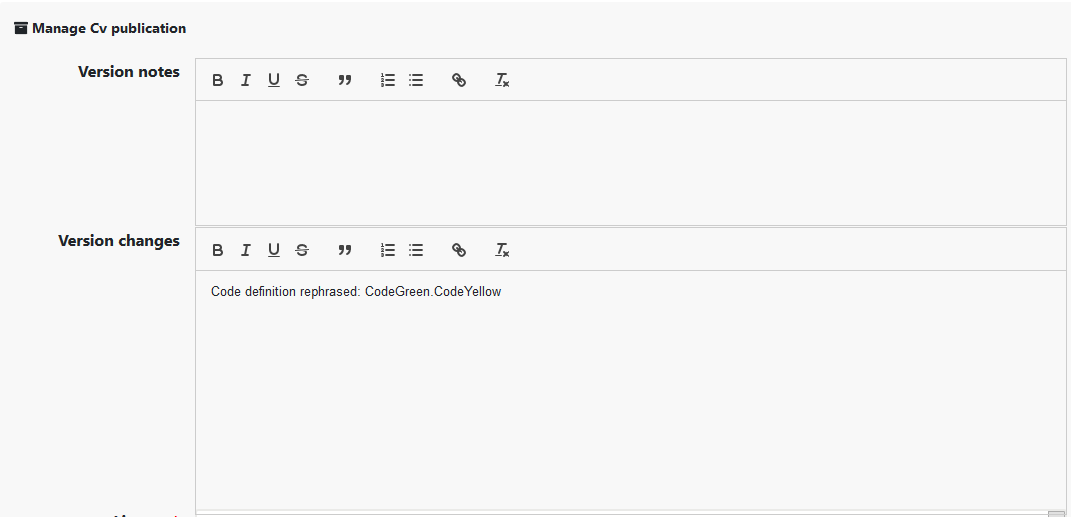 Manage Cv publication
Version notes
B I U S
Version changes
B I U S
Code definition rephrased: CodeGreen.CodeYellow